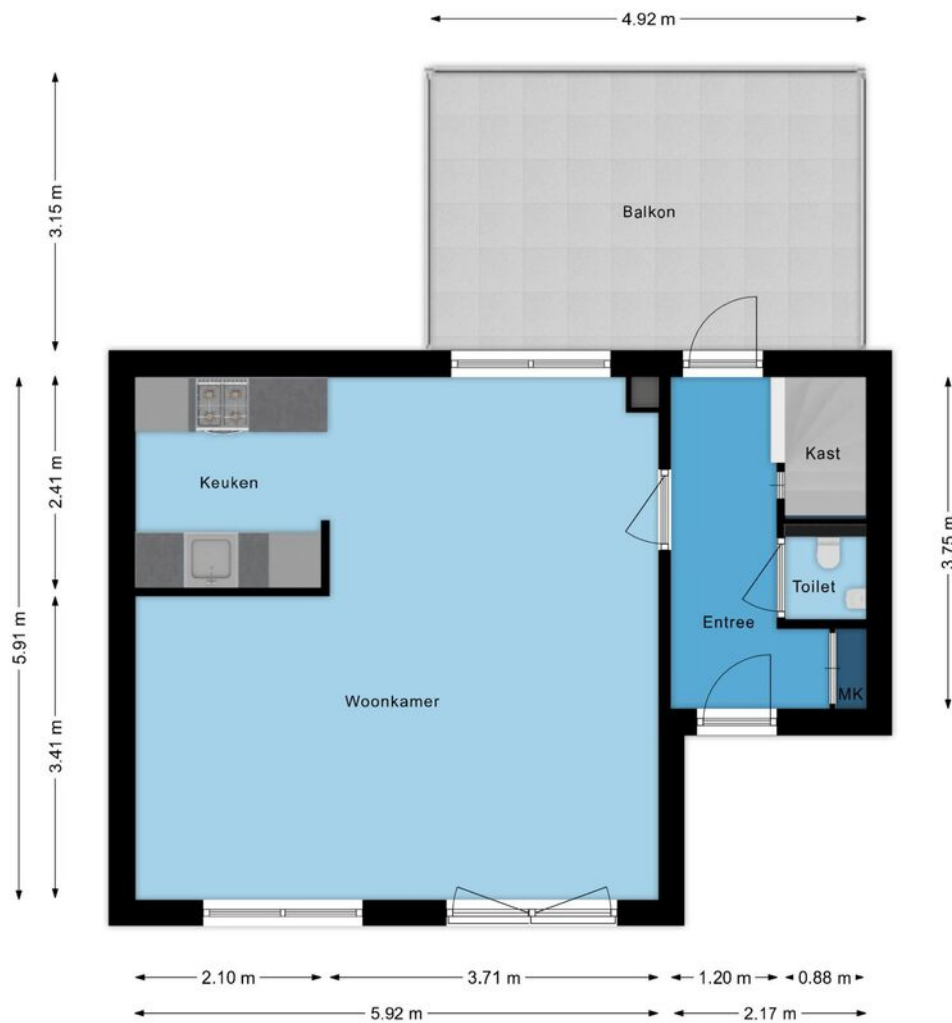 4.92 m
3.15 m
Balkon
2.41 m
Keuken
Kast
3.75 m
Toilet
5.91 m
Entree
MK
Woonkamer
3.41 m
2.10 m
3.71 m
1.20 m
0.88 m
5.92 m
2.17 m